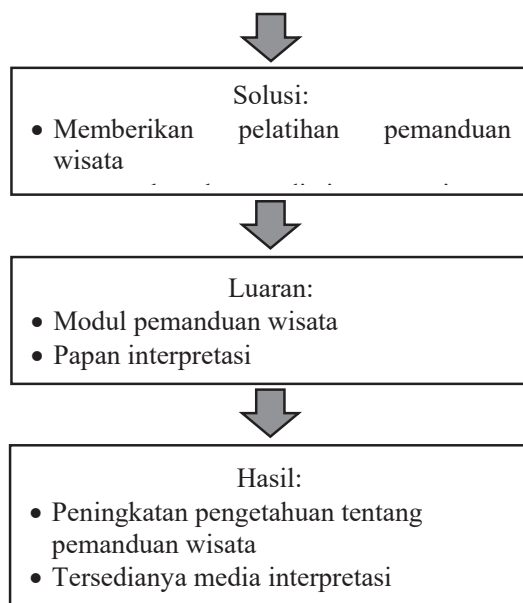 Solusi:
• Memberikan pelatihan pemanduan
wisata
Luaran:
• Modul pemanduan wisata
• Papan interpretasi
Hasil:
• Peningkatan pengetahuan tentang
pemanduan wisata
• Tersedianya media interpretasi